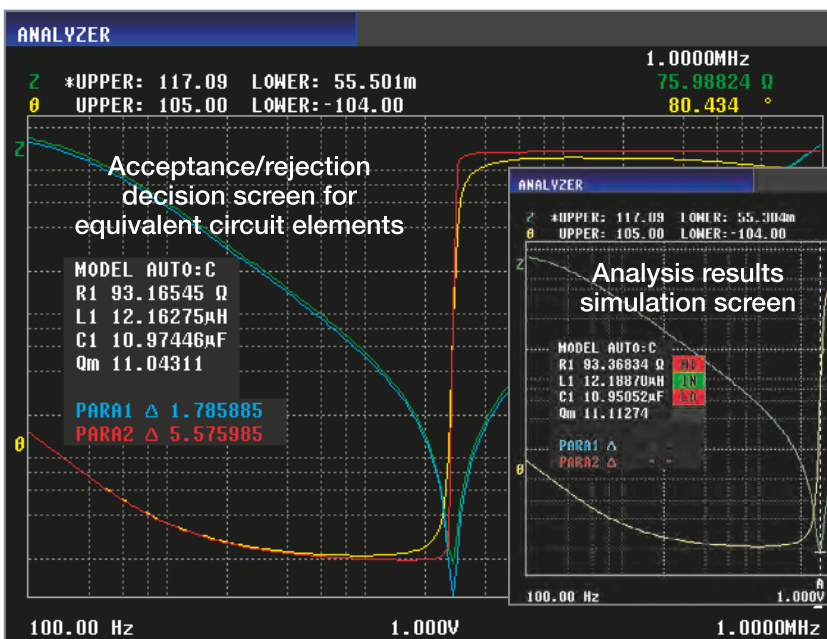 ANALYZER
1.0000MHz
Z *UPPER: 117.09 LOWER: 55.501m 75.98824 Ω
θ UPPER: 105.00 LOWER:-104.00 80.434 °
Z
Acceptance/rejection
decision screen for
equivalent circuit elements
MODEL AUTO:C
R1 93.16545 Ω
L1 12.16275μH
C1 10.97446μF
Qm 11.04311
PARA1 Δ 1.785885
PARA2 Δ 5.575985
θ
100.00 Hz 1.000V 1.0000MHz
ANALYZER
Z *UPPER: 117.09 LOWER: 55.304m
θ UPPER: 105.00 LOWER:-104.00
Z
Analysis results
simulation screen
MODEL AUTO:C
R1 93.36834 Ω HI
L1 12.18870μH IN
C1 10.95052μF LO
Qm 11.11274
PARA1 Δ
PARA2 Δ - -
θ
A
100.00 Hz 1.000V